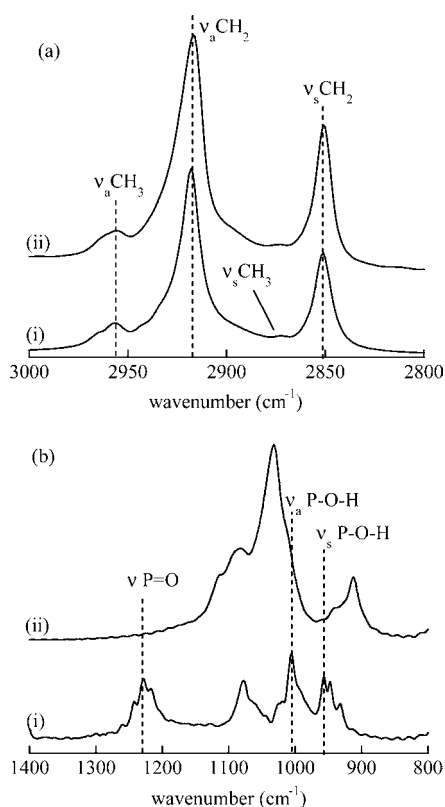 (a)
νₐCH₂
νₛCH₂
νₐCH₃
(ii)
νₛCH₃
(i)
3000 2950 2900 2850 2800
wavenumber (cm⁻¹)
(b)
νₐ P-O-H
νₛ P-O-H
ν P=O
(ii)
(i)
1400 1300 1200 1100 1000 900 800
wavenumber (cm⁻¹)